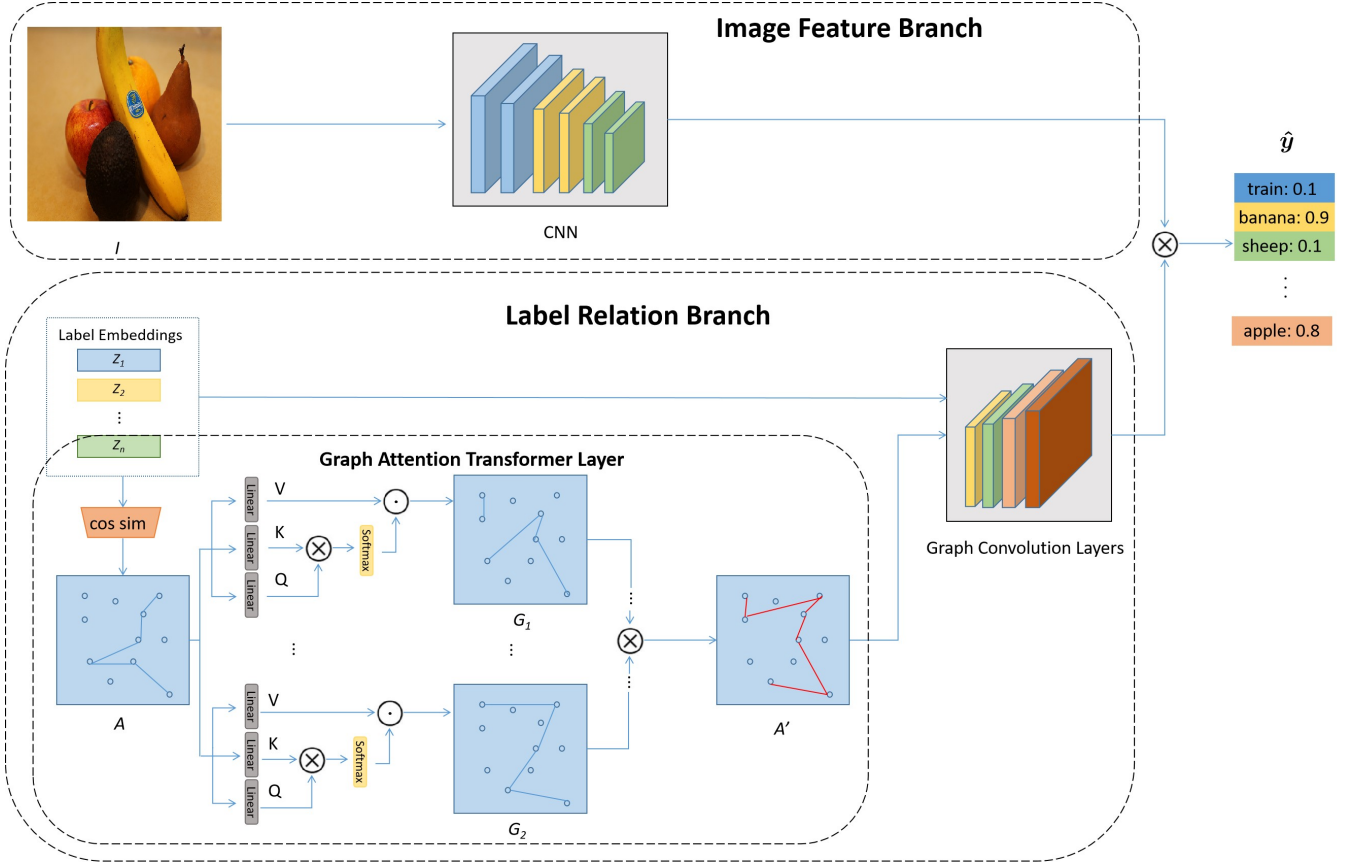 Image Feature Branch
I
CNN
ŷ
train: 0.1
banana: 0.9
sheep: 0.1
⋮
apple: 0.8
Label Relation Branch
Label Embeddings
Z1
Z2
⋮
Zn
cos sim
A
Graph Attention Transformer Layer
Linear
V
Linear
K
Linear
Q
Softmax
G1
⋮
⋮
Linear
V
Linear
K
Linear
Q
Softmax
G2
⋮
⋮
A’
Graph Convolution Layers